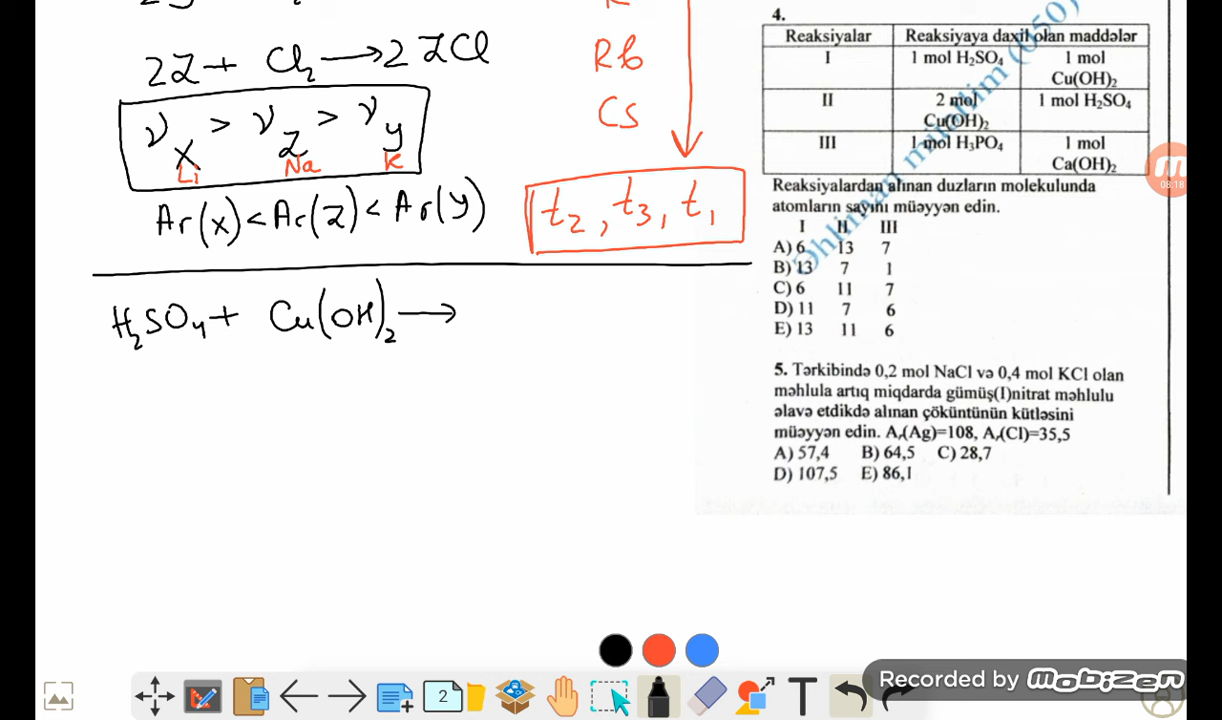 2Z + Cl₂ ⟶ 2 ZCl
ν X > ν Z > ν y
Li Na K
Ar(x) < Ar(z) < Ar(y)
Rb
Cs
t₂, t₃, t₁
H₂SO₄ + Cu(OH)₂ ⟶
4.
Reaksiyalar Reaksiyaya daxil olan maddələr
I 1 mol H₂SO₄ 1 mol Cu(OH)₂
II 2 mol Cu(OH)₂ 1 mol H₂SO₄
III 1 mol H₃PO₄ 1 mol Ca(OH)₂
Reaksiyalardan alınan duzların molekulunda
atomların sayını müəyyən edin.
I II III
A) 6 13 7
B) 13 7 1
C) 6 11 7
D) 11 7 6
E) 13 11 6
5. Tərkibində 0,2 mol NaCl və 0,4 mol KCl olan
məhlula artıq miqdarda gümüş(I)nitrat məhlulu
əlavə etdikdə alınan çöküntünün kütləsini
müəyyən edin. Aᵣ(Ag)=108, Aᵣ(Cl)=35,5
A) 57,4 B) 64,5 C) 28,7
D) 107,5 E) 86,1
08:18
2
T
Recorded by mobizen